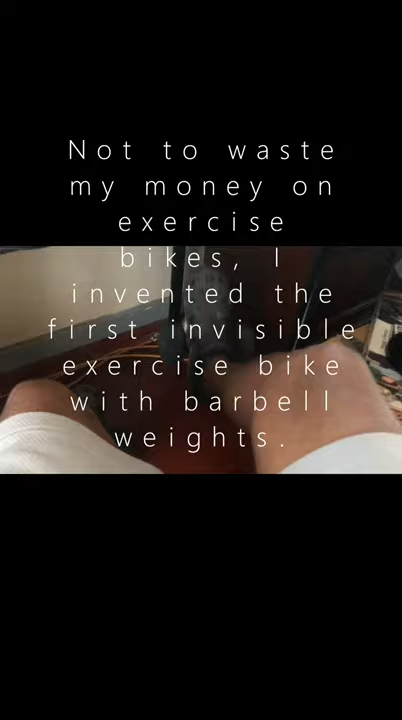 Not to waste
my money on
exercise
bikes, I
invented the
first invisible
exercise bike
with barbell
weights.